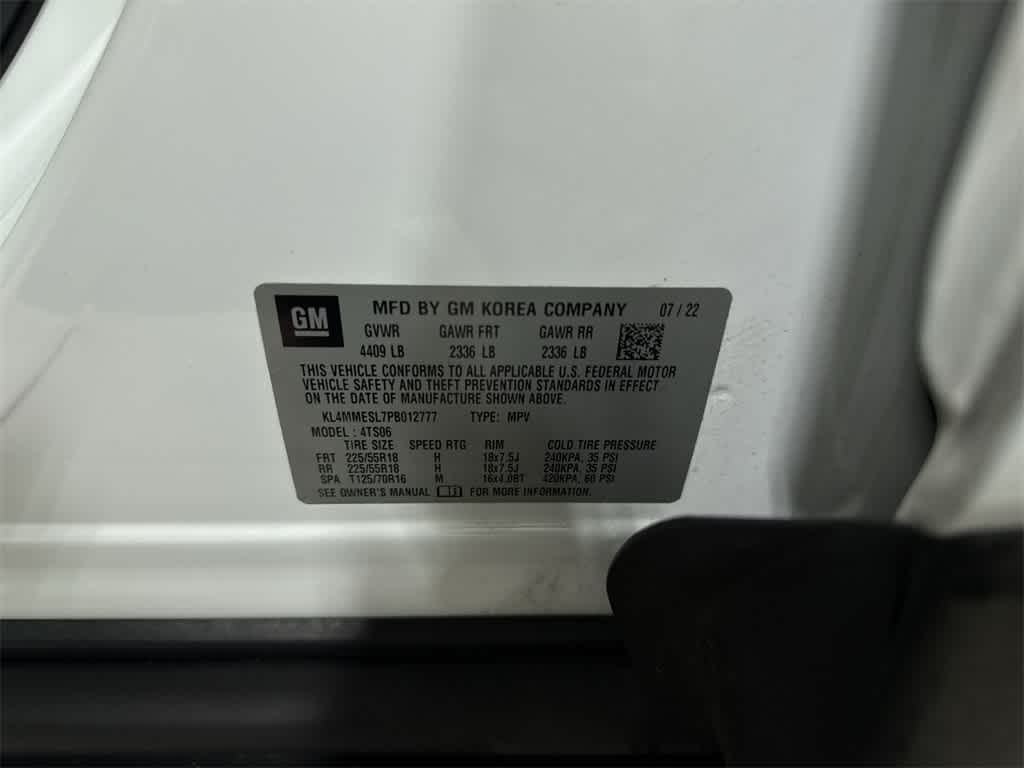 GM MFD BY GM KOREA COMPANY 07 / 22
GVWR GAWR FRT GAWR RR
4409 LB 2336 LB 2336 LB
THIS VEHICLE CONFORMS TO ALL APPLICABLE U.S. FEDERAL MOTOR
VEHICLE SAFETY AND THEFT PREVENTION STANDARDS IN EFFECT
ON THE DATE OF MANUFACTURE SHOWN ABOVE.
KL4MMESL7PB012777 TYPE: MPV
MODEL : 4TS06
TIRE SIZE SPEED RTG RIM COLD TIRE PRESSURE
FRT 225/55R18 H 18x7.5J 240KPA, 35 PSI
RR 225/55R18 H 18x7.5J 240KPA, 35 PSI
SPA T125/70R16 M 16x4.0BT 420KPA, 60 PSI
SEE OWNER'S MANUAL FOR MORE INFORMATION.